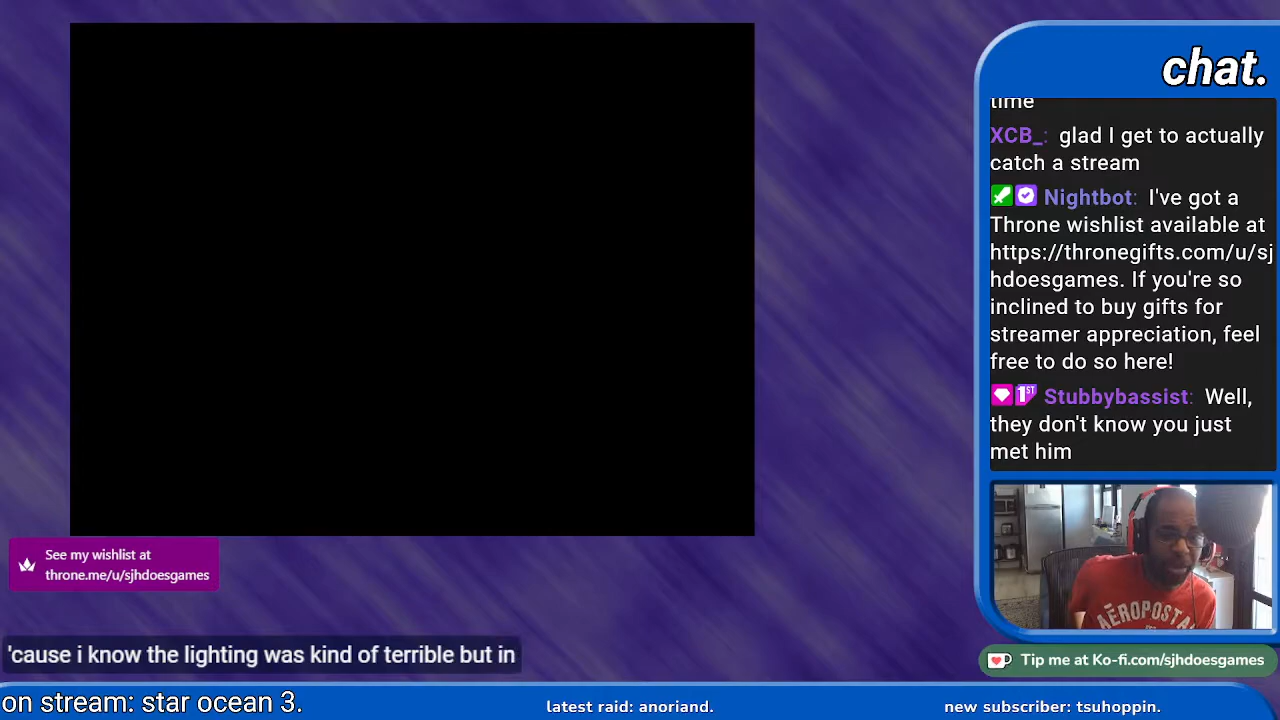 chat.
time
XCB_: glad I get to actually
catch a stream
Nightbot: I've got a
Throne wishlist available at
https://thronegifts.com/u/sj
hdoesgames. If you're so
inclined to buy gifts for
streamer appreciation, feel
free to do so here!
1ST Stubbybassist: Well,
they don't know you just
met him
AÉROPOSTA
See my wishlist at
throne.me/u/sjhdoesgames
'cause i know the lighting was kind of terrible but in
Tip me at Ko-fi.com/sjhdoesgames
on stream: star ocean 3.
latest raid: anoriand.
new subscriber: tsuhoppin.